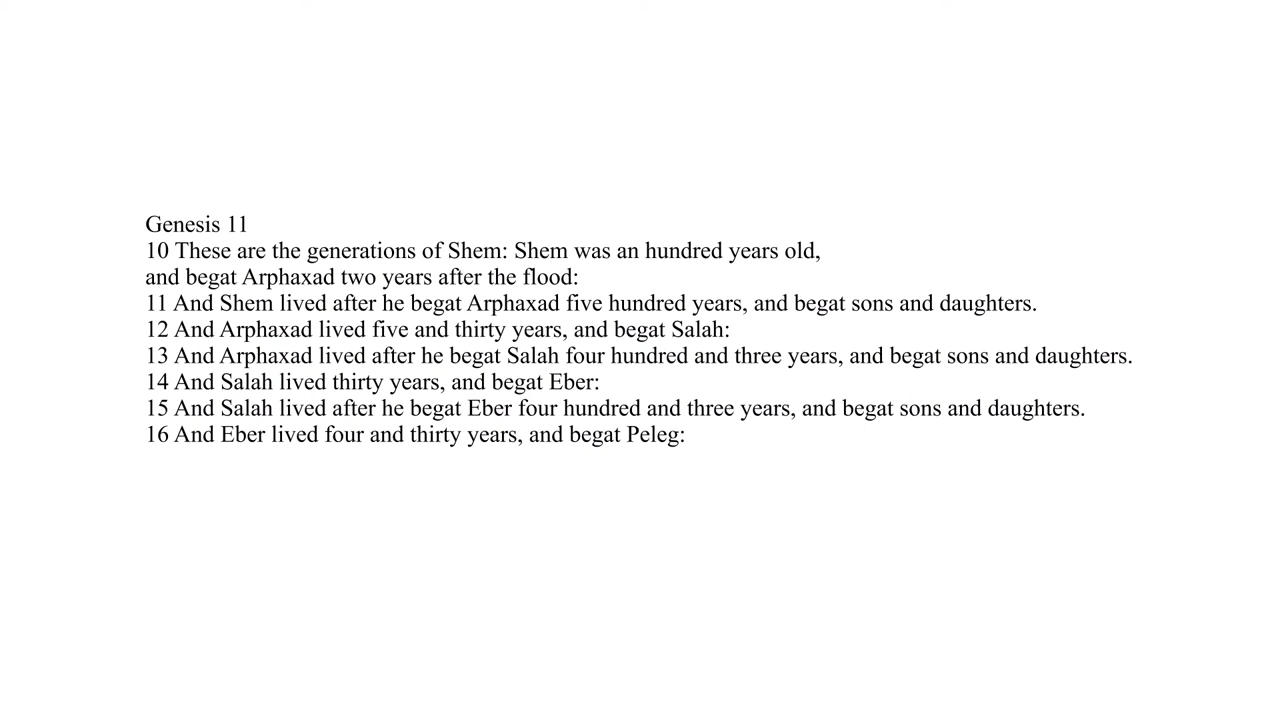 Genesis 11
10 These are the generations of Shem: Shem was an hundred years old,
and begat Arphaxad two years after the flood:
11 And Shem lived after he begat Arphaxad five hundred years, and begat sons and daughters.
12 And Arphaxad lived five and thirty years, and begat Salah:
13 And Arphaxad lived after he begat Salah four hundred and three years, and begat sons and daughters.
14 And Salah lived thirty years, and begat Eber:
15 And Salah lived after he begat Eber four hundred and three years, and begat sons and daughters.
16 And Eber lived four and thirty years, and begat Peleg: